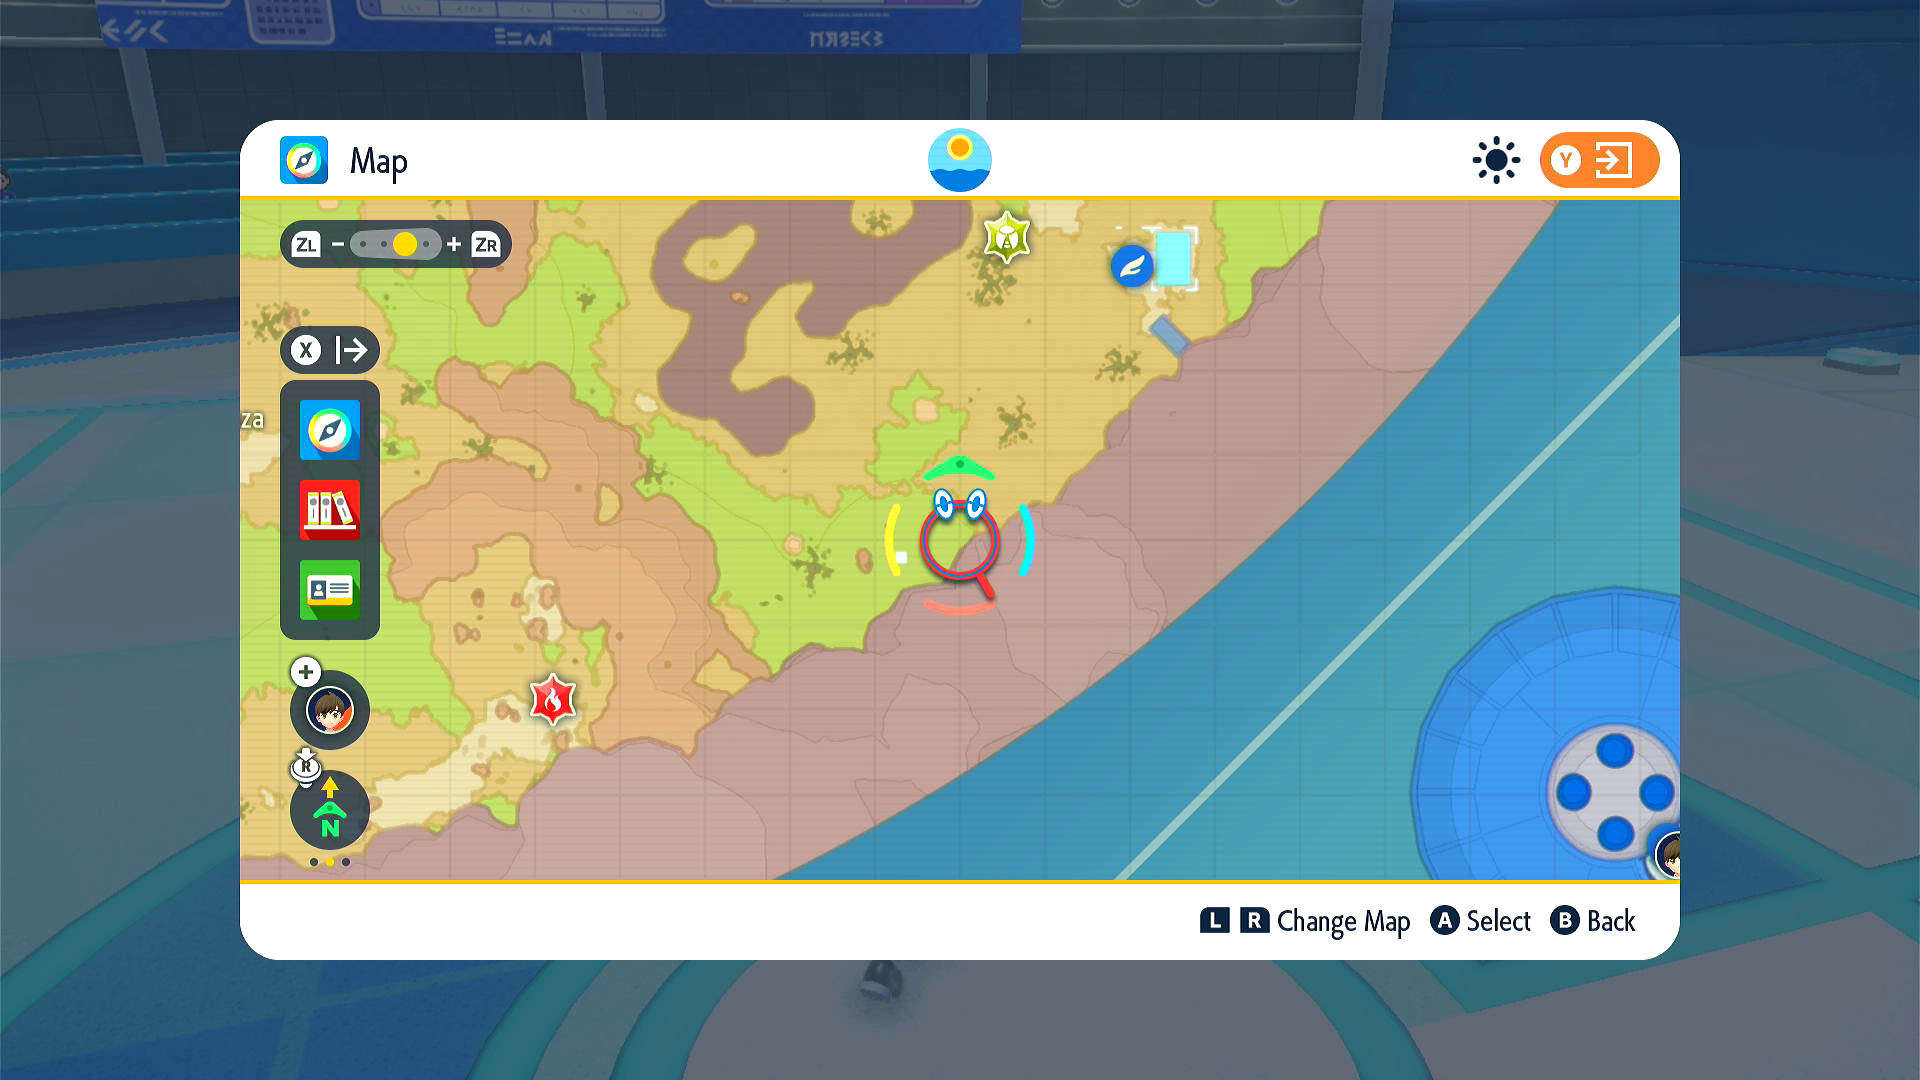 Map
Y
ZL - + ZR
X
za
+
R
N
L R Change Map A Select B Back